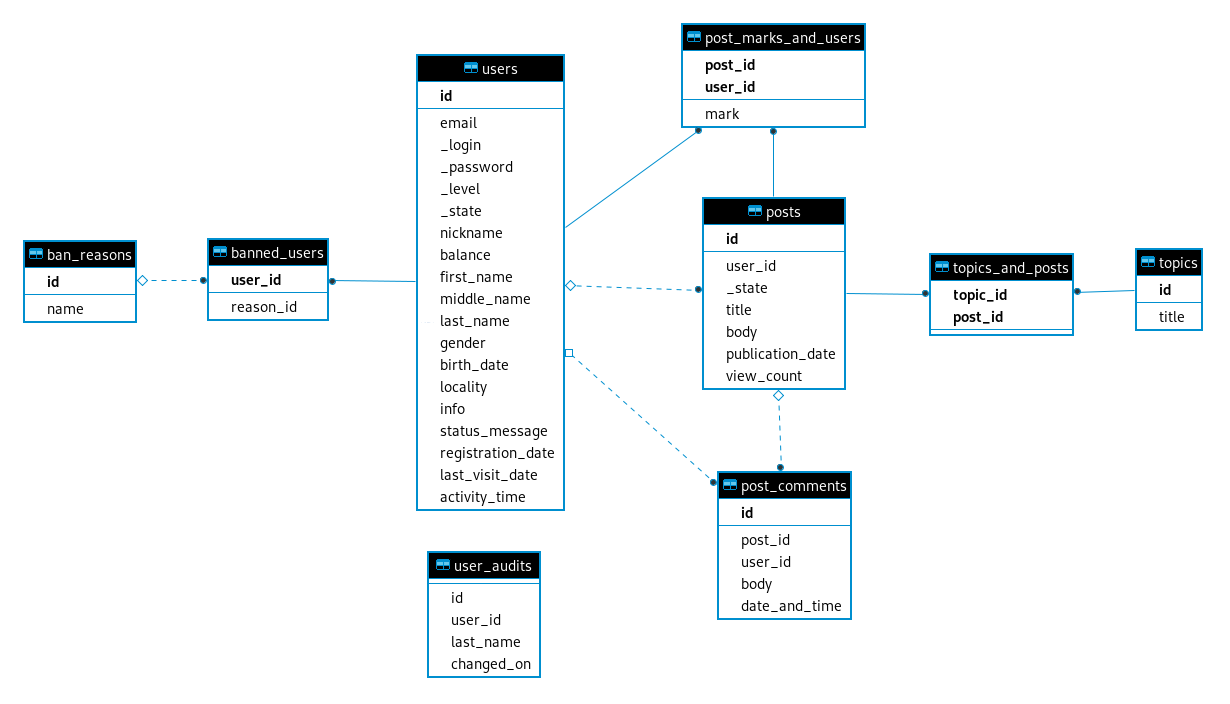 post_marks_and_users
post_id
user_id
mark
users
id
email
_login
_password
_level
_state
nickname
balance
first_name
middle_name
last_name
gender
birth_date
locality
info
status_message
registration_date
last_visit_date
activity_time
posts
id
user_id
_state
title
body
publication_date
view_count
ban_reasons
id
name
banned_users
user_id
reason_id
topics_and_posts
topic_id
post_id
topics
id
title
post_comments
id
post_id
user_id
body
date_and_time
user_audits
id
user_id
last_name
changed_on